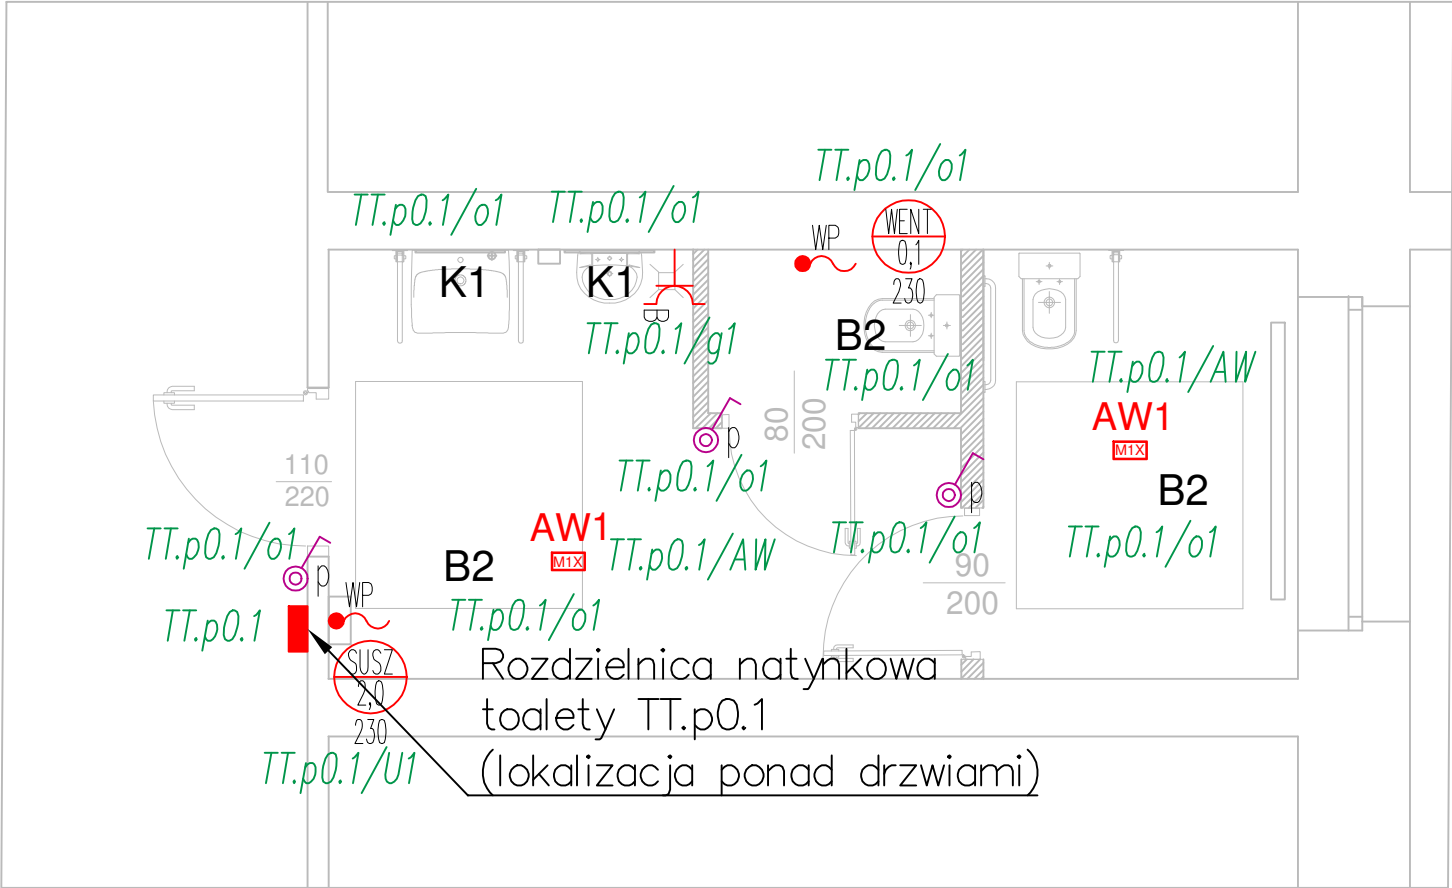 TT.p0.1/o1
TT.p0.1/o1
TT.p0.1/o1
WENT
0,1
230
WP
K1
K1
B
TT.p0.1/g1
B2
TT.p0.1/o1
TT.p0.1/AW
AW1
M1X
80
200
p
TT.p0.1/o1
110
220
p
B2
TT.p0.1/o1
TT.p0.1/o1
90
200
TT.p0.1/o1
p
AW1
M1X
TT.p0.1/AW
B2
TT.p0.1/o1
WP
TT.p0.1
SUSZ
2,0
230
TT.p0.1/U1
Rozdzielnica natynkowa
toalety TT.p0.1
(lokalizacja ponad drzwiami)